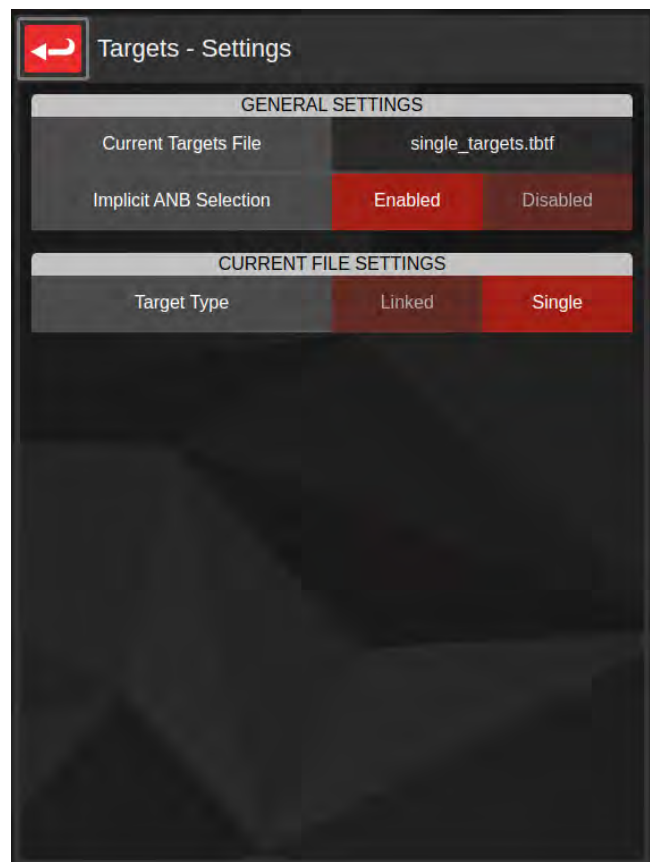 Targets - Settings
GENERAL SETTINGS
Current Targets File single_targets.tbtf
Implicit ANB Selection Enabled Disabled
CURRENT FILE SETTINGS
Target Type Linked Single